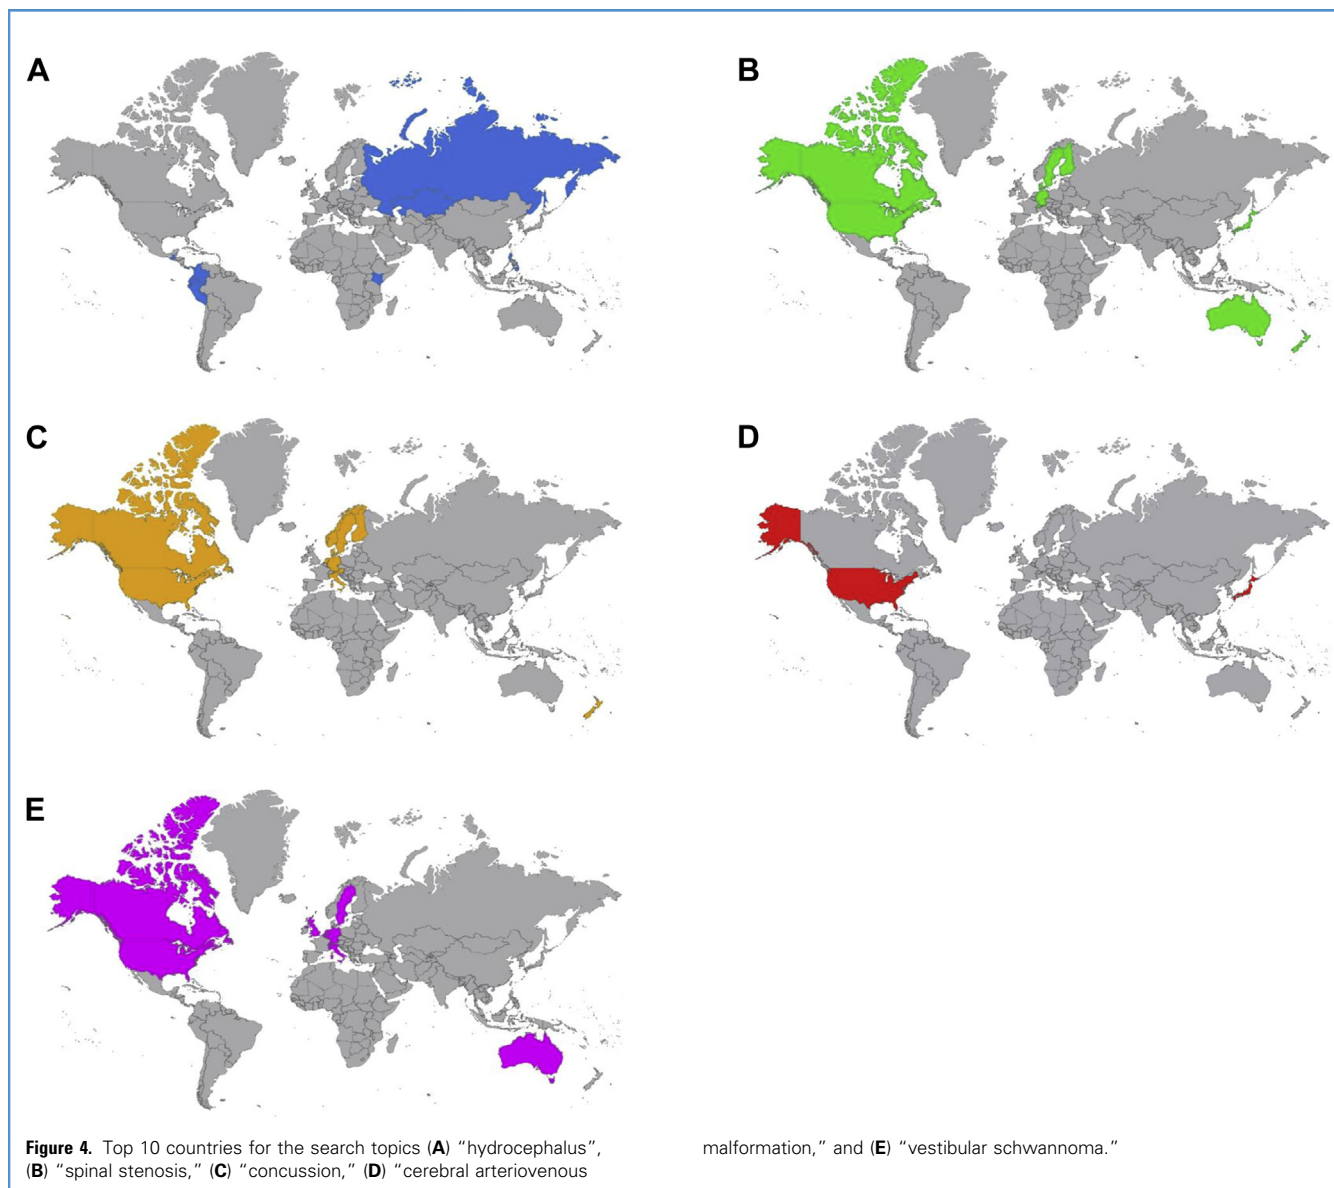 A
B
C
D
E
Figure 4. Top 10 countries for the search topics (A) “hydrocephalus”,
(B) “spinal stenosis,” (C) “concussion,” (D) “cerebral arteriovenous
malformation,” and (E) “vestibular schwannoma.”